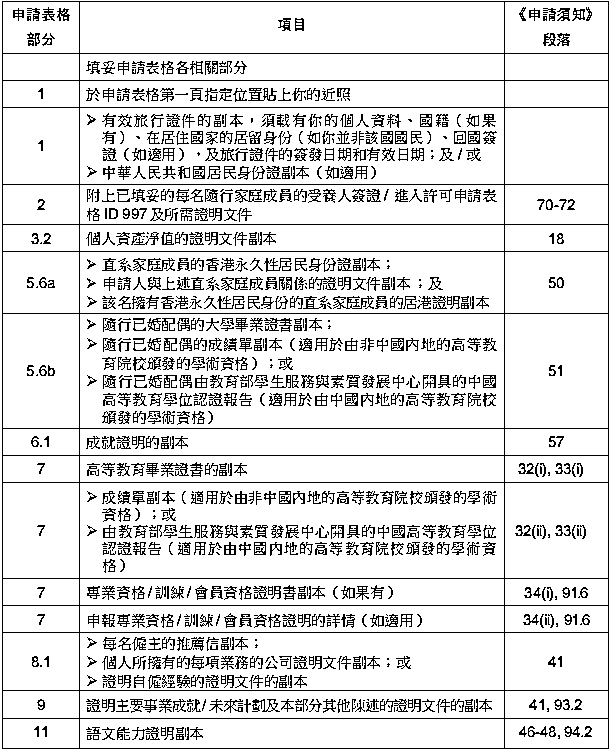 申請表格 項目 《申請須知》
部分 段落
填妥申請表格各相關部分
1 於申請表格第一頁指定位置貼上你的近照
➢ 有效旅行證件的副本，須載有你的個人資料、國籍（如果
有）、在居住國家的居留身份（如你並非該國國民）、回國簽
1 證（如適用），及旅行證件的簽發日期和有效日期；及 / 或
➢ 中華人民共和國居民身份證副本（如適用）
2 附上已填妥的每名隨行家庭成員的受養人簽證 / 進入許可申請表 70-72
格 ID 997 及所需證明文件
3.2 個人資產淨值的證明文件副本 18
➢ 直系家庭成員的香港永久性居民身份證副本；
5.6a ➢ 申請人與上述直系家庭成員關係的證明文件副本；及 50
➢ 該名擁有香港永久性居民身份的直系家庭成員的居港證明副本
➢ 隨行已婚配偶的大學畢業證書副本；
➢ 隨行已婚配偶的成績單副本（適用於由非中國內地的高等教
育院校頒發的學術資格）；或
5.6b ➢ 隨行已婚配偶由教育部學生服務與素質發展中心開具的中國 51
高等教育學位認證報告（適用於由中國內地的高等教育院校
頒發的學術資格）
6.1 成就證明的副本 57
7 高等教育畢業證書的副本 32(i), 33(i)
➢ 成績單副本（適用於由非中國內地的高等教育院校頒發的學術
資格）；或
7 ➢ 由教育部學生服務與素質發展中心開具的中國高等教育學位 32(ii), 33(ii)
認證報告（適用於由中國內地的高等教育院校頒發的學術資
格）
7 專業資格 / 訓練 / 會員資格證明書副本（如果有） 34(i), 91.6
7 申報專業資格 / 訓練 / 會員資格證明的詳情（如適用） 34(ii), 91.6
➢ 每名僱主的推薦信副本；
8.1 ➢ 個人所擁有的每項業務的公司證明文件副本；或 41
➢ 證明自僱經驗的證明文件的副本
9 證明主要事業成就 / 未來計劃及本部分其他陳述的證明文件的副本 41, 93.2
11 語文能力證明副本 46-48, 94.2